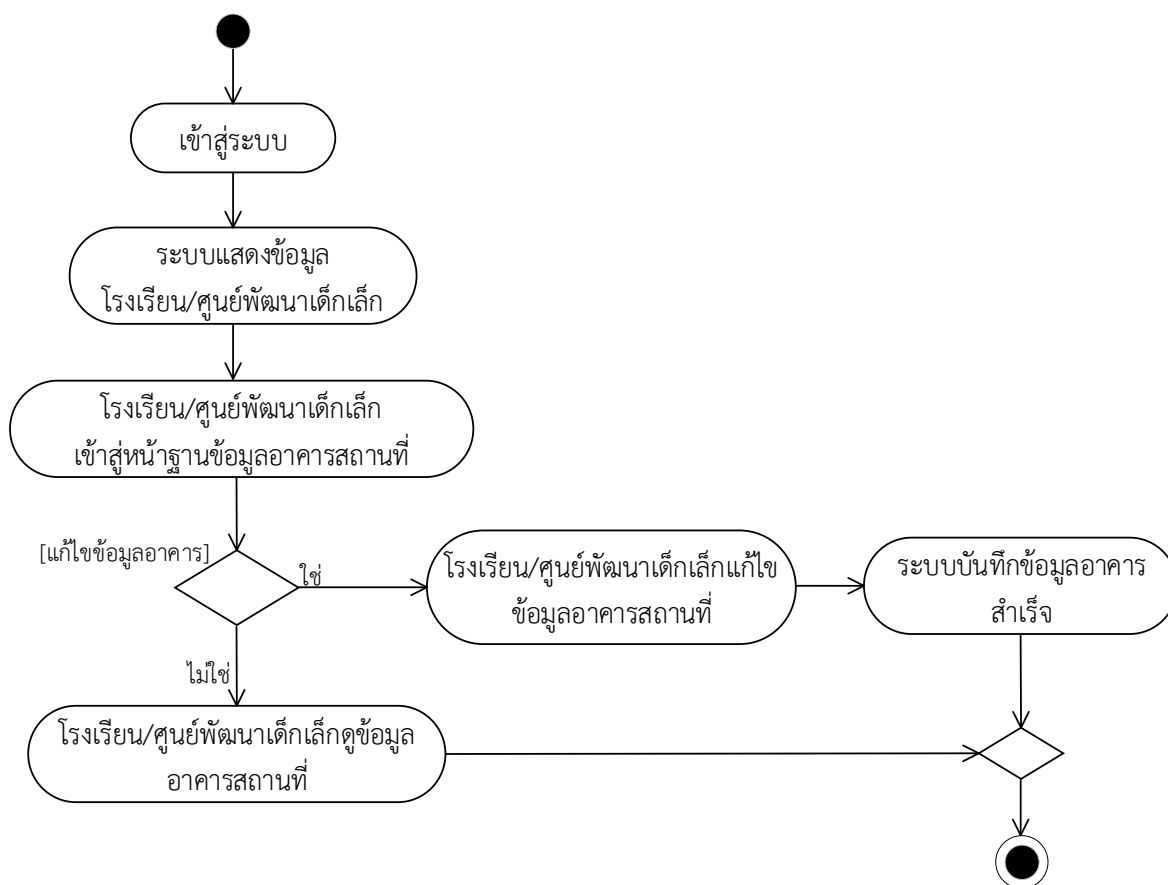 เข้าสู่ระบบ
ระบบแสดงข้อมูล
โรงเรียน/ศูนย์พัฒนาเด็กเล็ก
โรงเรียน/ศูนย์พัฒนาเด็กเล็ก
เข้าสู่หน้าฐานข้อมูลอาคารสถานที่
[แก้ไขข้อมูลอาคาร]
ใช่
โรงเรียน/ศูนย์พัฒนาเด็กเล็กแก้ไข
ข้อมูลอาคารสถานที่
ระบบบันทึกข้อมูลอาคาร
สำเร็จ
ไม่ใช่
โรงเรียน/ศูนย์พัฒนาเด็กเล็กดูข้อมูล
อาคารสถานที่